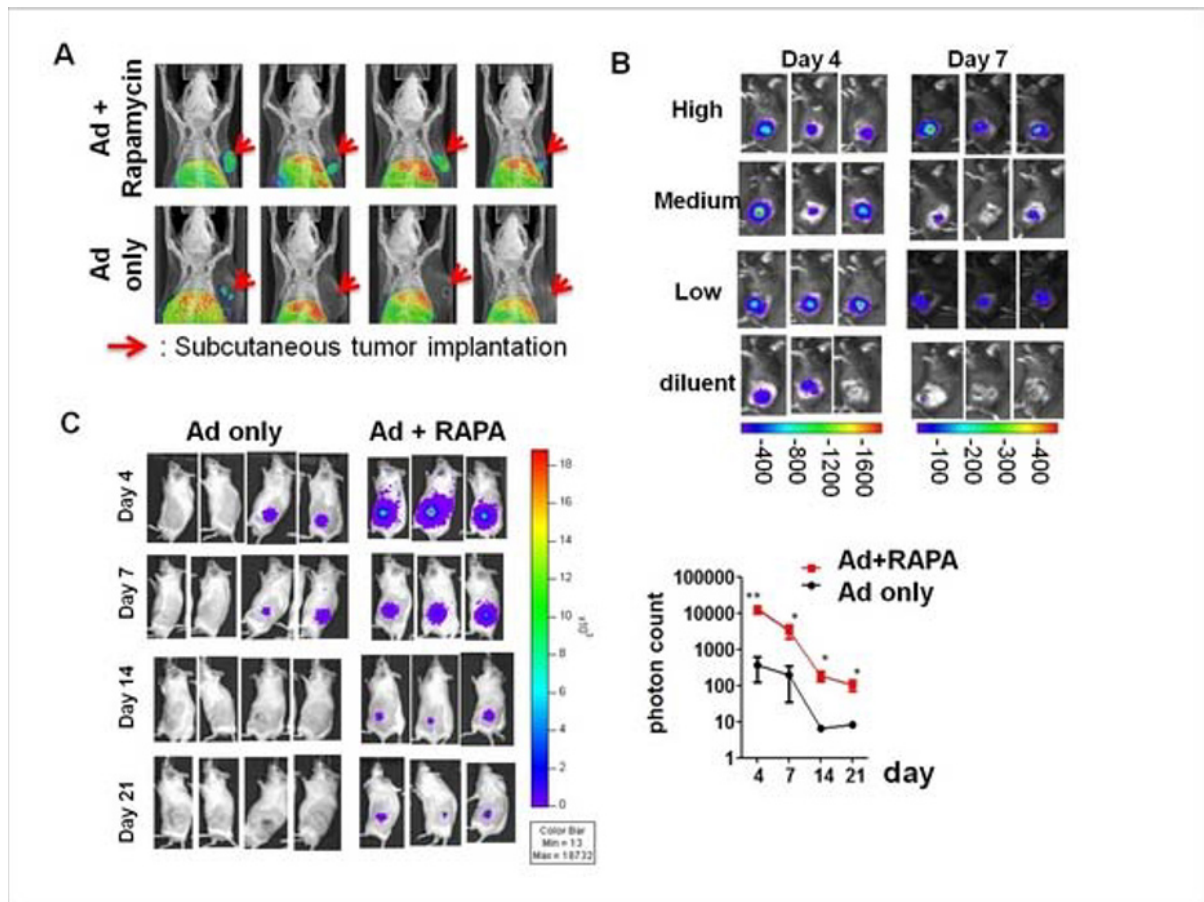 A
Ad +
Rapamycin
Ad
only
: Subcutaneous tumor implantation
B
Day 4
Day 7
High
Medium
Low
diluent
-400
-800
-1200
-1600
-100
-200
-300
-400
C
Ad only
Ad + RAPA
Day 4
Day 7
Day 14
Day 21
18
16
14
12
10
8
6
4
2
0
Color Bar
Min = 13
Max = 18732
Ad+RAPA
Ad only
photon count
100000
10000
1000
100
10
1
**
*
*
*
4 7 14 21
day